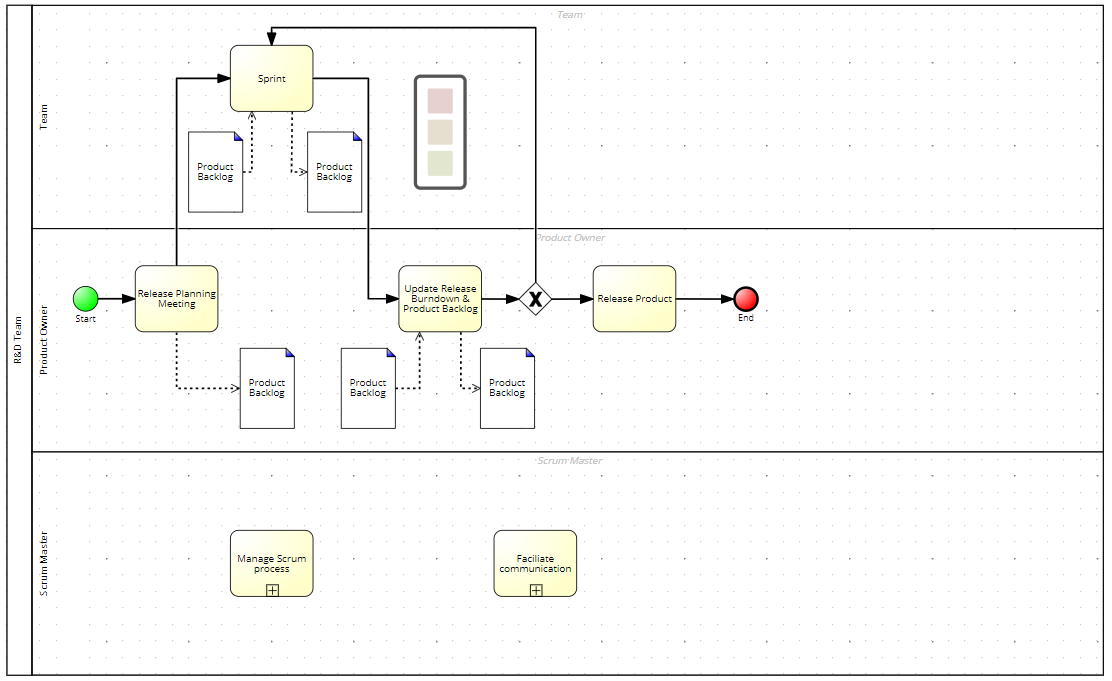 R&D Team
Team
Team
Sprint
Product
Backlog
Product
Backlog
Product Owner
Product Owner
Start
Release Planning
Meeting
Update Release
Burndown &
Product Backlog
X
Release Product
End
Product
Backlog
Product
Backlog
Product
Backlog
Scrum Master
Scrum Master
Manage Scrum
process
Faciliate
communication